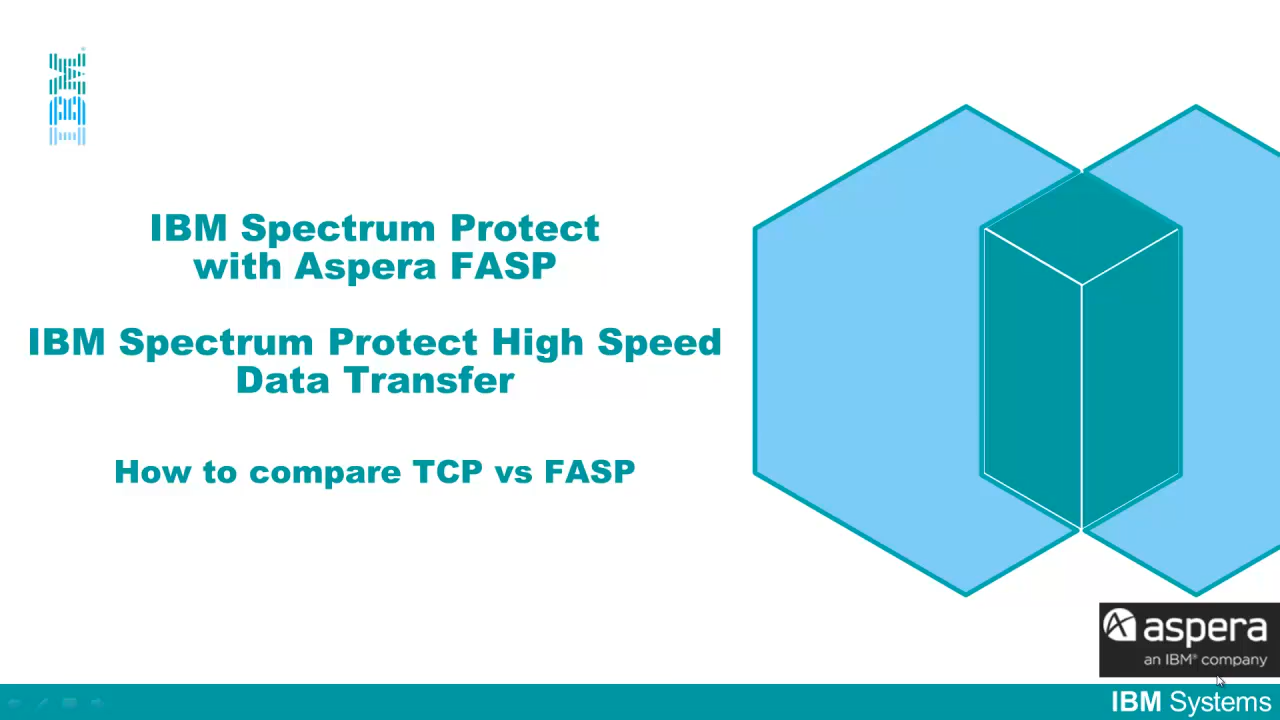 IBM
IBM Spectrum Protect
with Aspera FASP
IBM Spectrum Protect High Speed
Data Transfer
How to compare TCP vs FASP
aspera
an IBM® company
IBM Systems